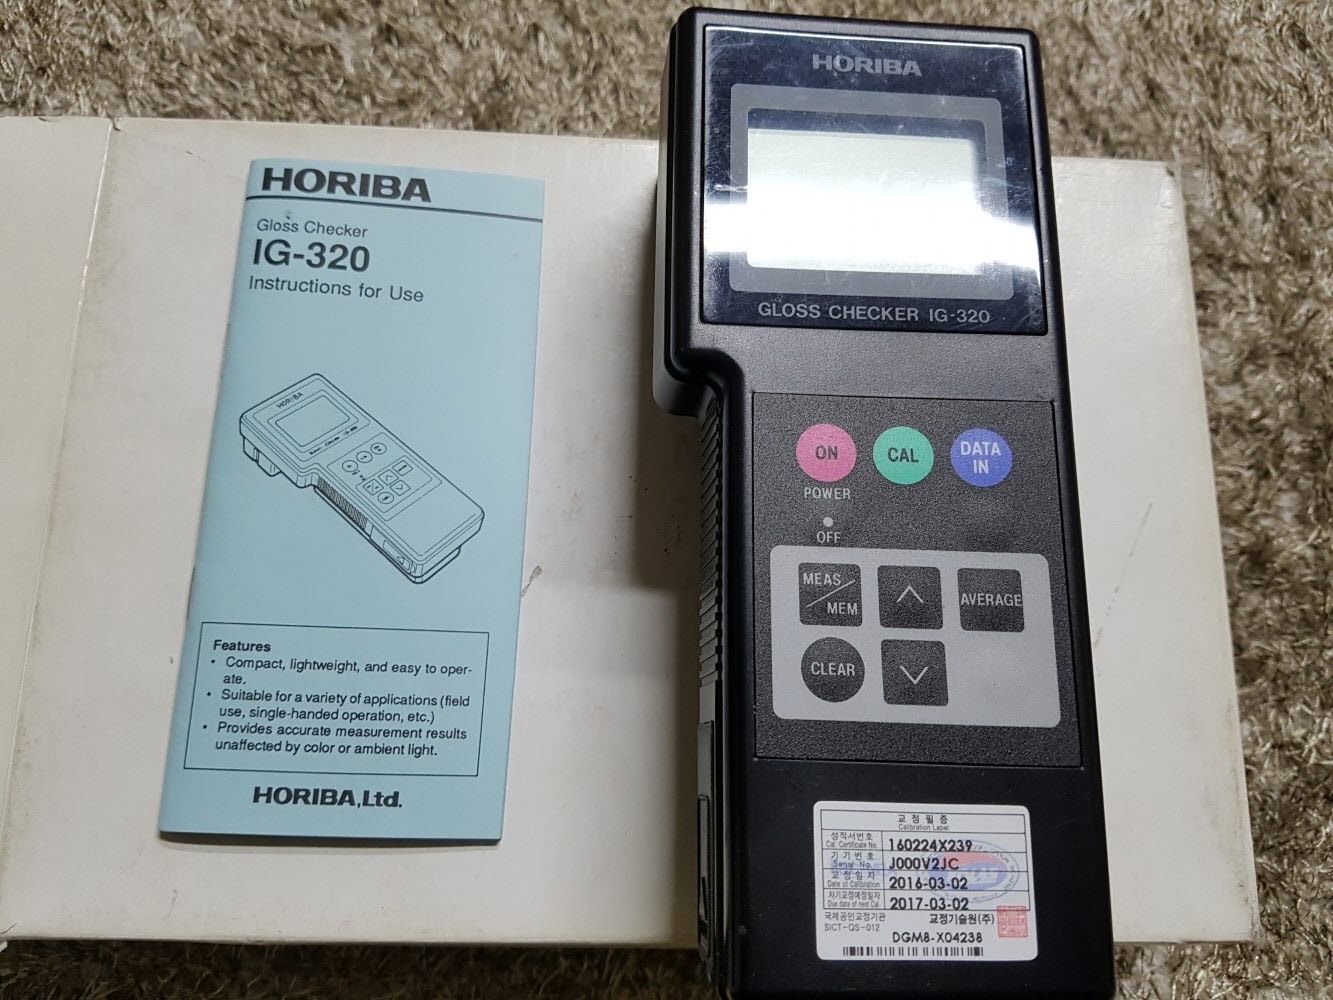 HORIBA
Gloss Checker
IG-320
Instructions for Use
HORIBA
Features
• Compact, lightweight, and easy to oper-
ate.
• Suitable for a variety of applications (field
use, single-handed operation, etc.)
• Provides accurate measurement results
unaffected by color or ambient light.
HORIBA,Ltd.
HORIBA
GLOSS CHECKER IG-320
ON
CAL
DATA
IN
POWER
OFF
MEAS
MEM
AVERAGE
CLEAR
교정필증
Calibration Label
성적서번호
Cal. Certificate No.
160224X239
기기번호
Serial No.
J000V2JC
교정일자
Date of Calibration
2016-03-02
차기교정예정일자
Due date of next Cal.
2017-03-02
국제공인교정기관
교정기술원(주)
SICT-QS-012
DGM8-X04238